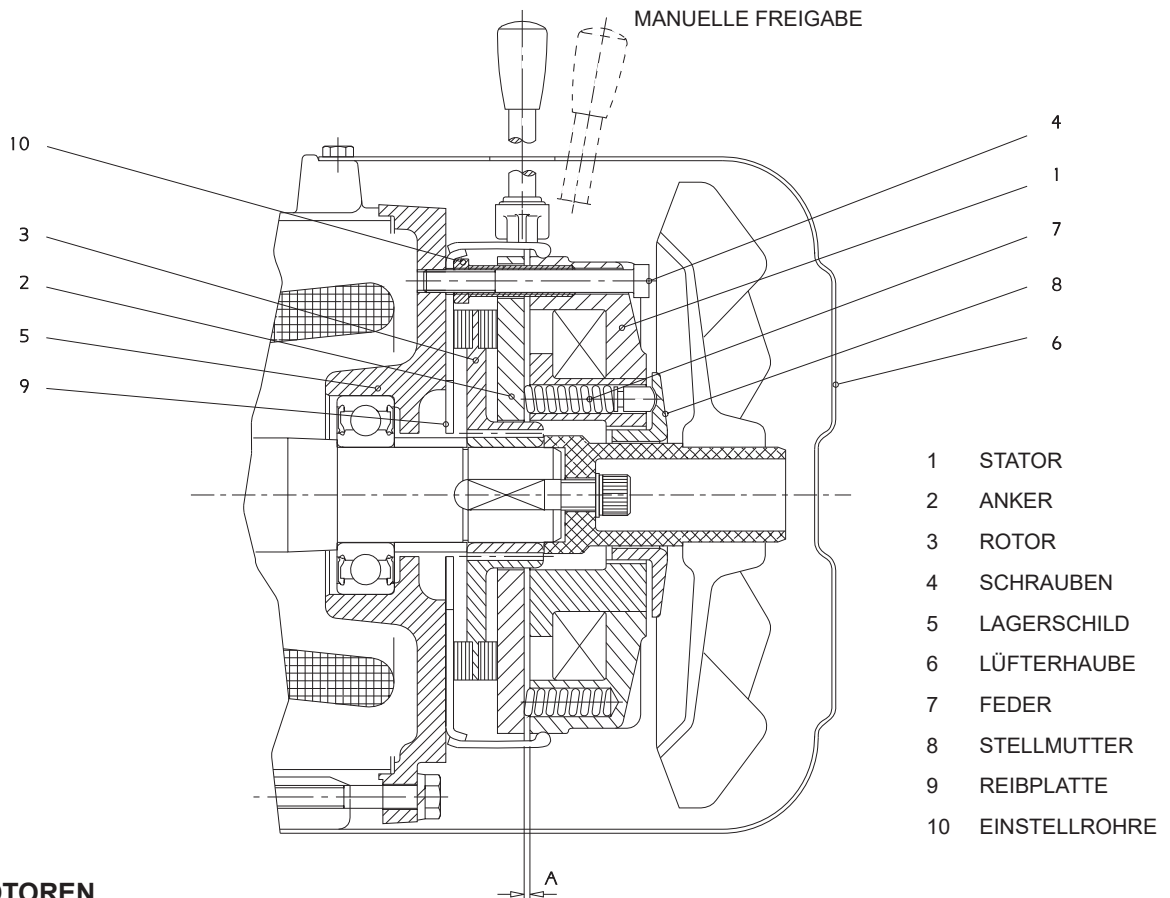 MANUELLE FREIGABE
10
3
2
5
9
4
1
7
8
6
1 STATOR
2 ANKER
3 ROTOR
4 SCHRAUBEN
5 LAGERSCHILD
6 LÜFTERHAUBE
7 FEDER
8 STELLMUTTER
9 REIBPLATTE
10 EINSTELLROHRE
A